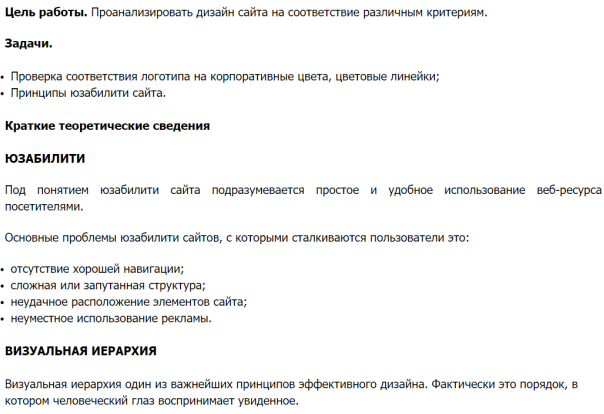 Цель работы. Проанализировать дизайн сайта на соответствие различным критериям.
Задачи.
• Проверка соответствия логотипа на корпоративные цвета, цветовые линейки;
• Принципы юзабилити сайта.
Краткие теоретические сведения
ЮЗАБИЛИТИ
Под понятием юзабилити сайта подразумевается простое и удобное использование веб-ресурса
посетителями.
Основные проблемы юзабилити сайтов, с которыми сталкиваются пользователи это:
• отсутствие хорошей навигации;
• сложная или запутанная структура;
• неудачное расположение элементов сайта;
• неуместное использование рекламы.
ВИЗУАЛЬНАЯ ИЕРАРХИЯ
Визуальная иерархия один из важнейших принципов эффективного дизайна. Фактически это порядок, в
котором человеческий глаз воспринимает увиденное.